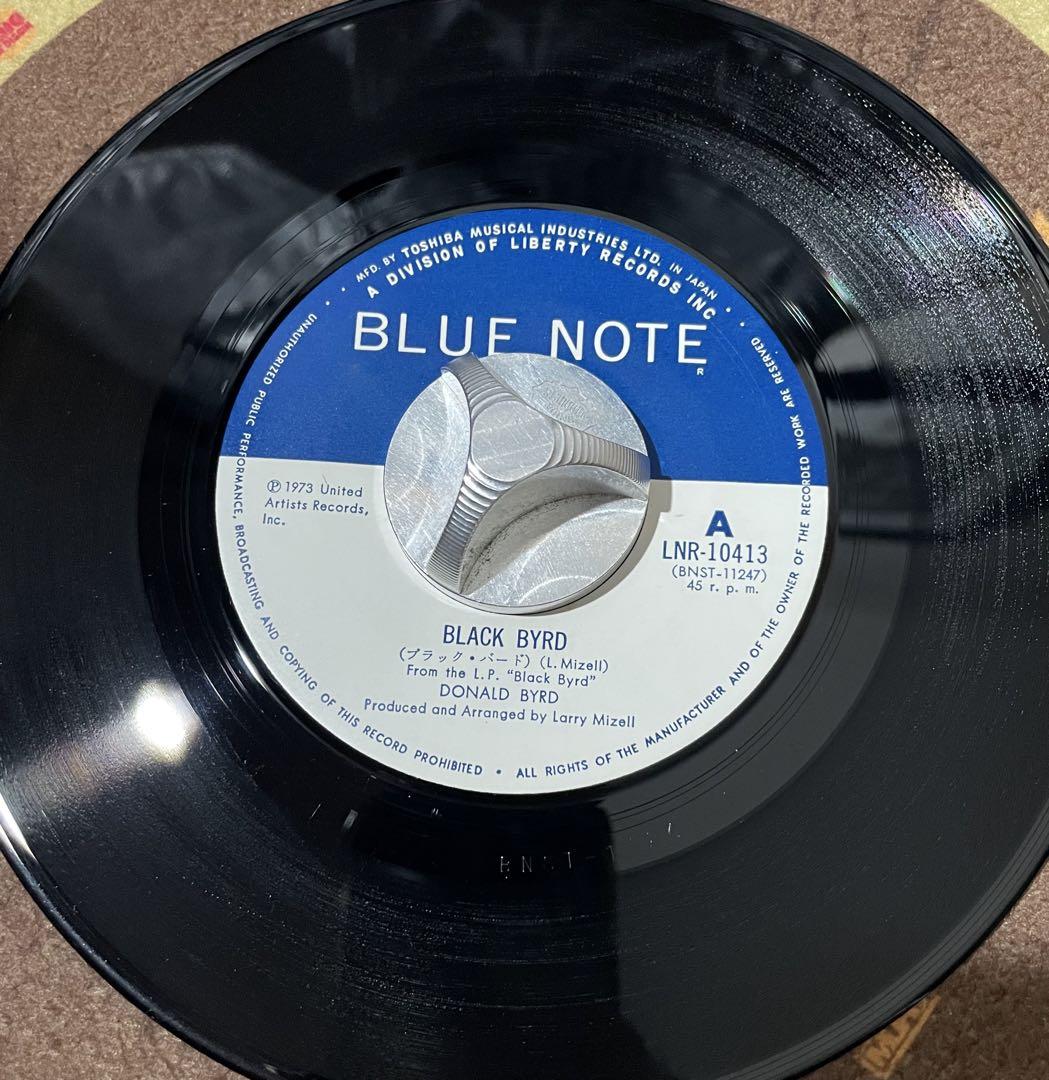 MFD. BY TOSHIBA MUSICAL INDUSTRIES LTD. IN JAPAN
A DIVISION OF LIBERTY RECORDS INC
BLUE NOTE
R
℗ 1973 United
Artists Records,
Inc.
A
LNR-10413
(BNST-11247)
45 r. p. m.
BLACK BYRD
(ブラック・バード) (L. Mizell)
From the L.P. "Black Byrd"
DONALD BYRD
Produced and Arranged by Larry Mizell
UNAUTHORIZED PUBLIC PERFORMANCE, BROADCASTING AND COPYING OF THIS RECORD PROHIBITED • ALL RIGHTS OF THE MANUFACTURER AND OF THE OWNER OF THE RECORDED WORK ARE RESERVED
BNST-1